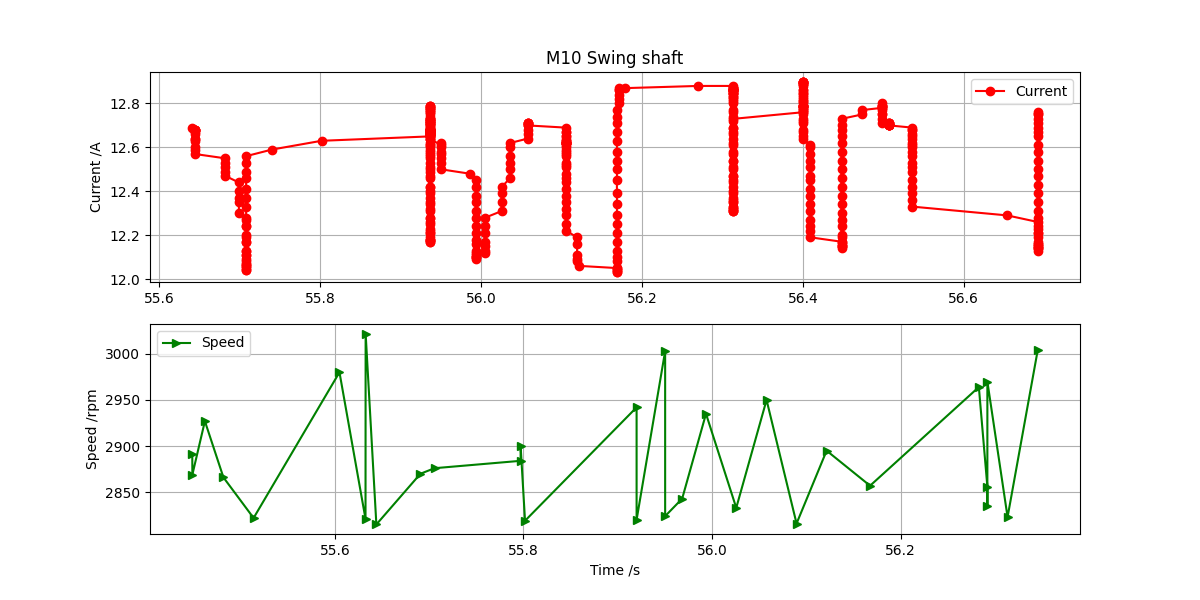 M10 Swing shaft
Current /A
12.8
12.6
12.4
12.2
12.0
Current
55.6 55.8 56.0 56.2 56.4 56.6
Speed /rpm
3000
2950
2900
2850
Speed
55.6 55.8 56.0 56.2
Time /s